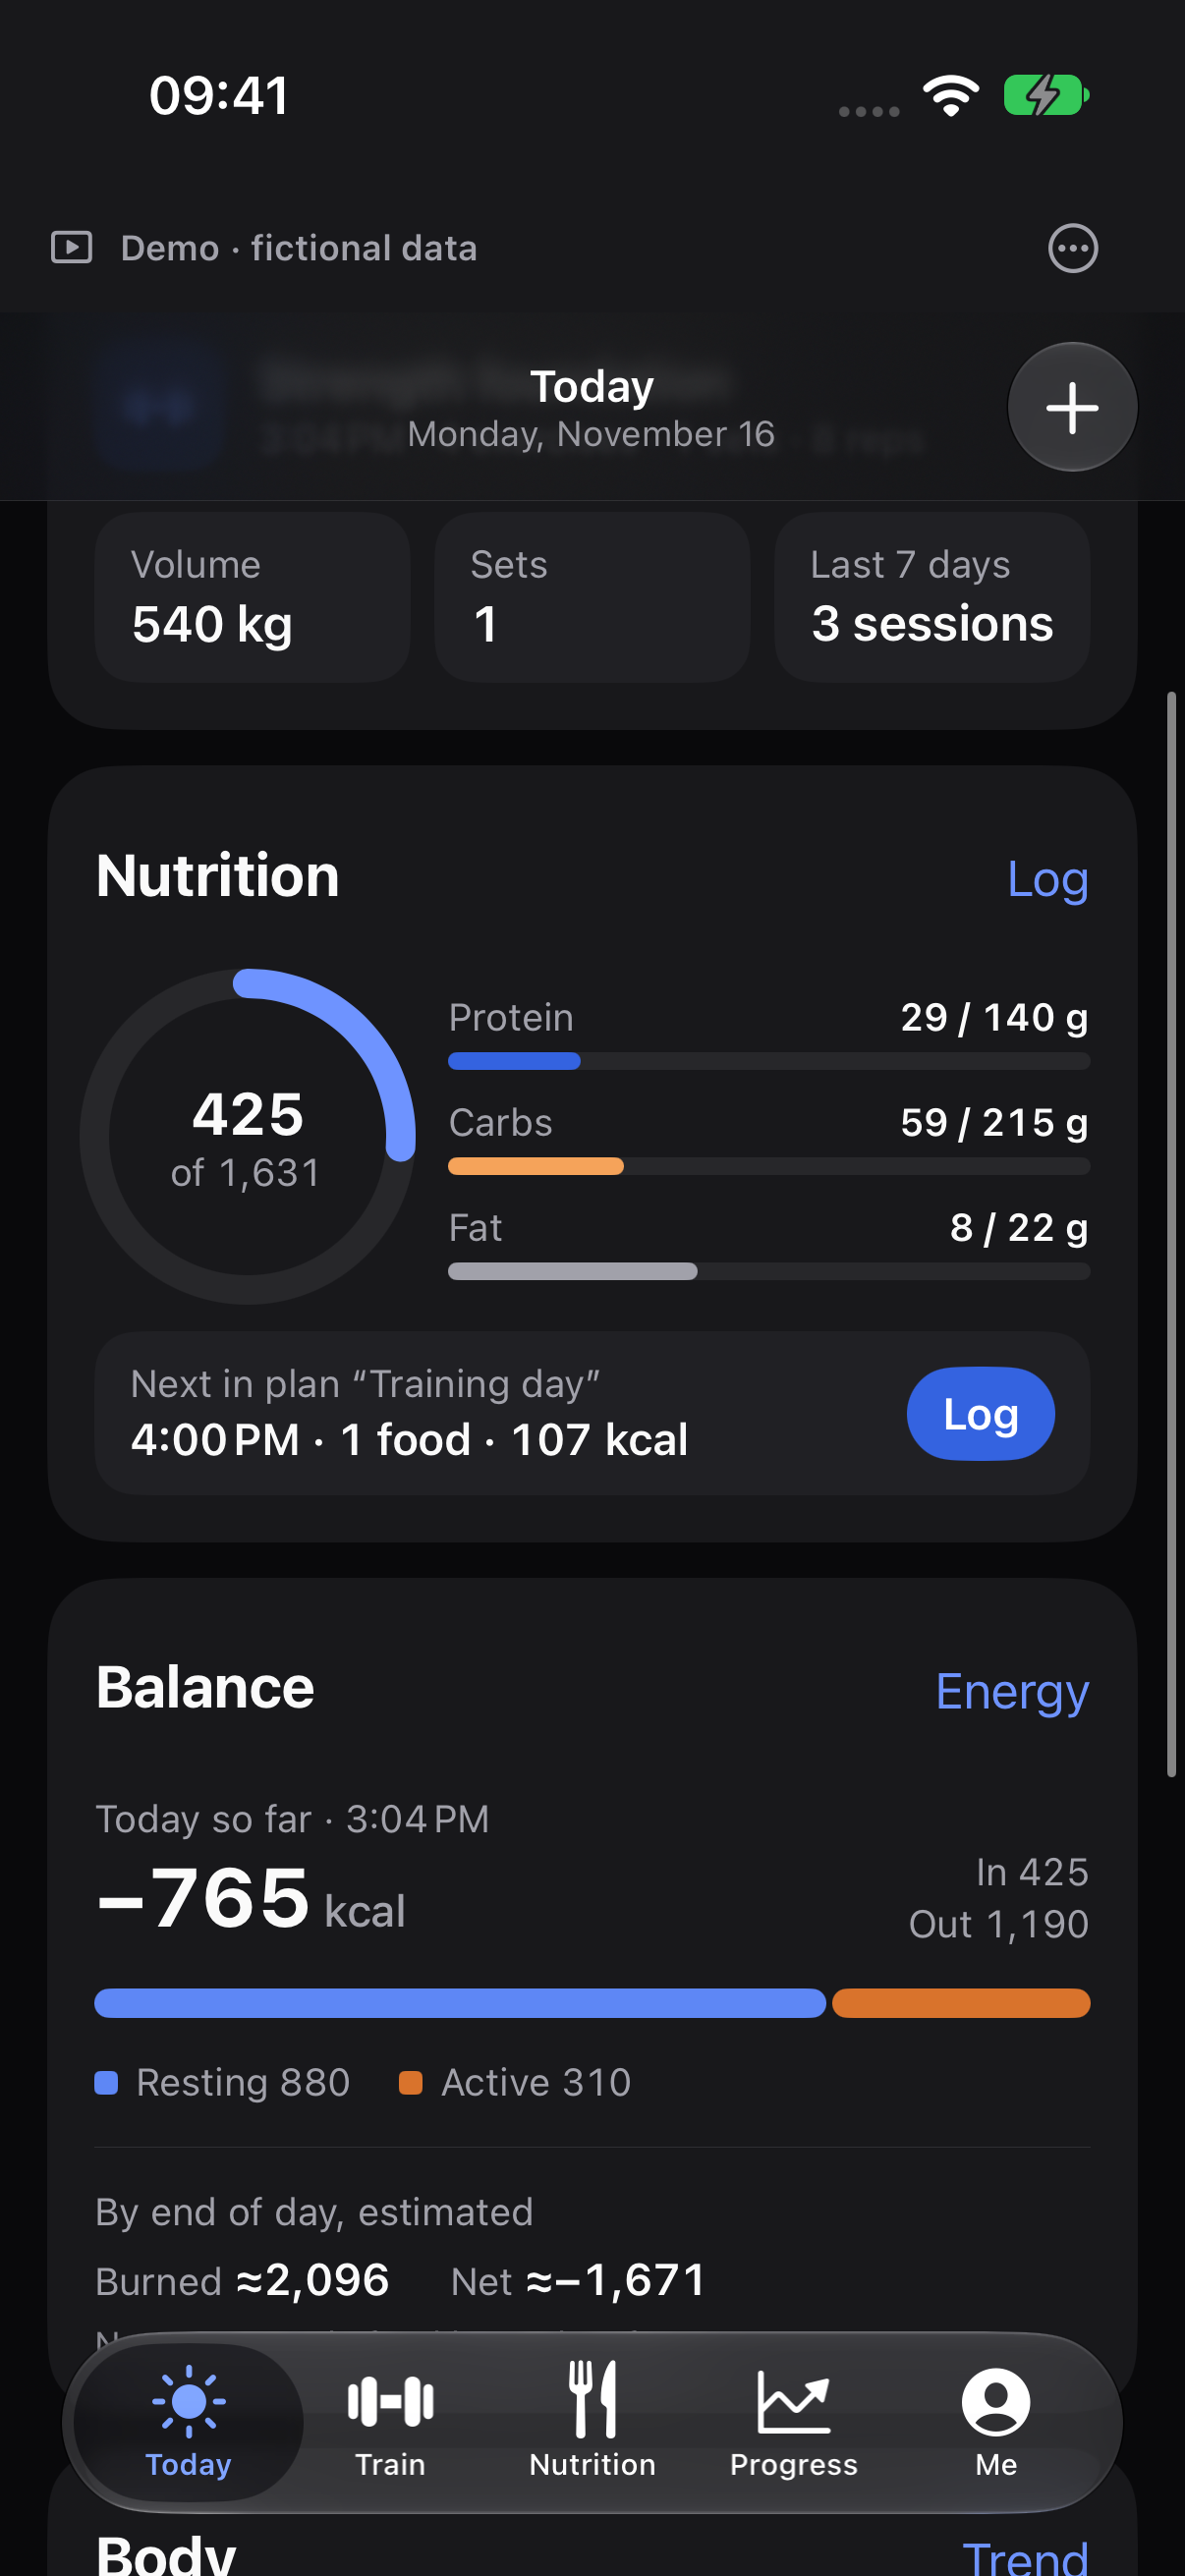 09:41
Demo · fictional data
Today
Monday, November 16
Volume
540 kg
Sets
1
Last 7 days
3 sessions
Nutrition
Log
425
of 1,631
Protein
29 / 140 g
Carbs
59 / 215 g
Fat
8 / 22 g
Next in plan “Training day”
4:00 PM · 1 food · 107 kcal
Log
Balance
Energy
Today so far · 3:04 PM
−765 kcal
In 425
Out 1,190
Resting 880
Active 310
By end of day, estimated
Burned ≈2,096
Net ≈−1,671
Today
Train
Nutrition
Progress
Me
Body
Trend